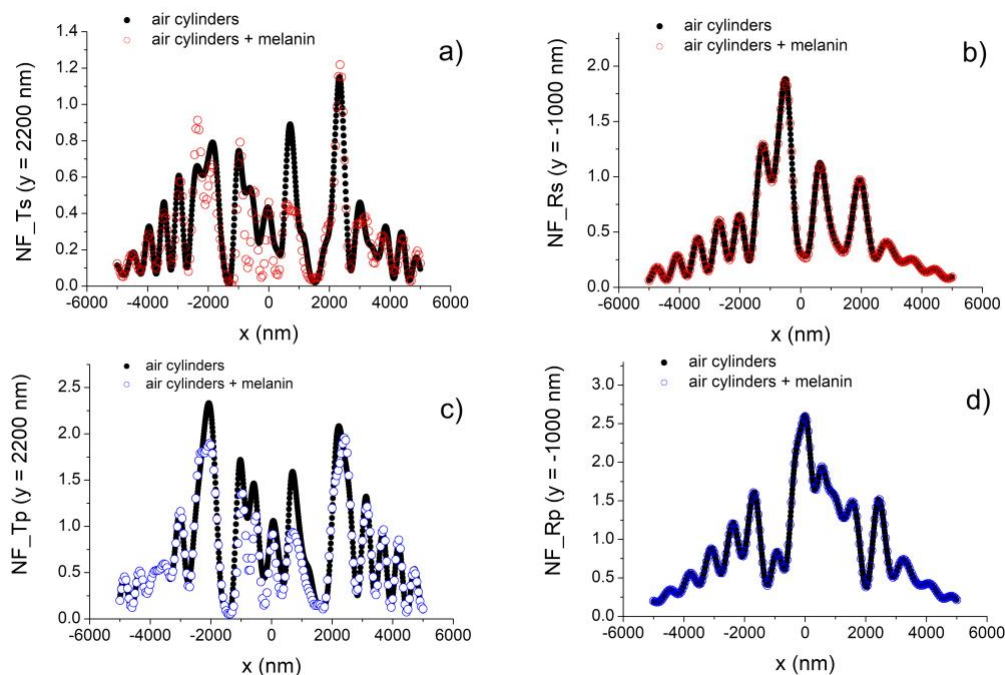 air cylinders
air cylinders + melanin
a)
NF_Ts (y = 2200 nm)
1.4
1.2
1.0
0.8
0.6
0.4
0.2
0.0
-6000 -4000 -2000 0 2000 4000 6000
x (nm)
air cylinders
air cylinders + melanin
b)
NF_Rs (y = -1000 nm)
2.0
1.5
1.0
0.5
0.0
-6000 -4000 -2000 0 2000 4000 6000
x (nm)
air cylinders
air cylinders + melanin
c)
NF_Tp (y = 2200 nm)
2.5
2.0
1.5
1.0
0.5
0.0
-6000 -4000 -2000 0 2000 4000 6000
x (nm)
air cylinders
air cylinders + melanin
d)
NF_Rp (y = -1000 nm)
3.0
2.5
2.0
1.5
1.0
0.5
0.0
-6000 -4000 -2000 0 2000 4000 6000
x (nm)